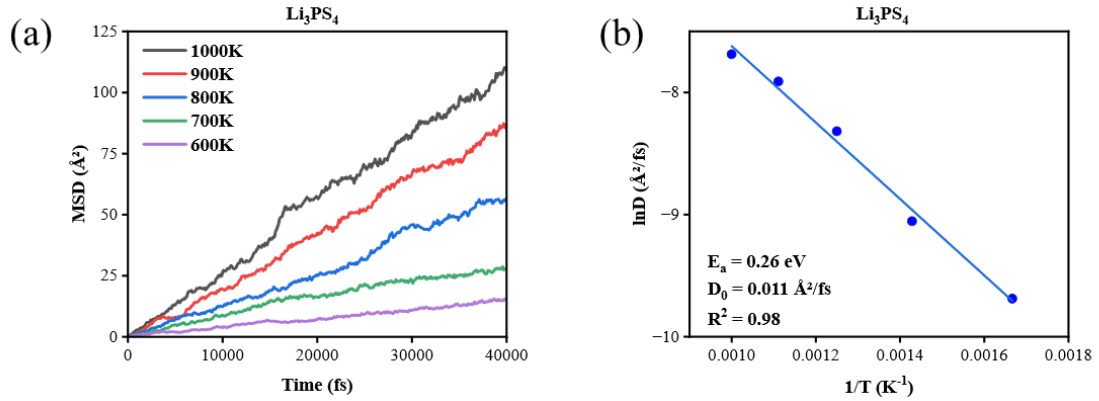 (a)
Li₃PS₄
125
100
75
50
25
0
MSD (Å²)
1000K
900K
800K
700K
600K
0 10000 20000 30000 40000
Time (fs)
(b)
Li₃PS₄
−8
−9
−10
lnD (Å²/fs)
Eₐ = 0.26 eV
D₀ = 0.011 Å²/fs
R² = 0.98
0.0010 0.0012 0.0014 0.0016 0.0018
1/T (K⁻¹)